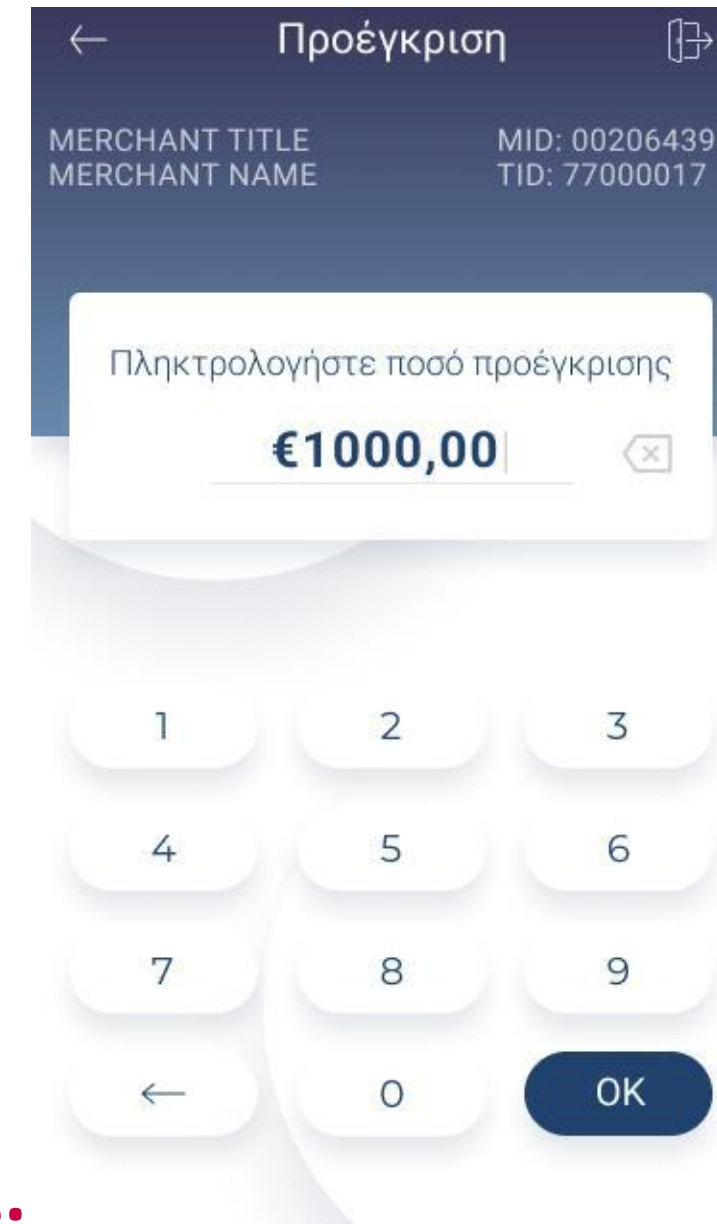 Προέγκριση
MERCHANT TITLE MID: 00206439
MERCHANT NAME TID: 77000017
Πληκτρολογήστε ποσό προέγκρισης
€1000,00
1 2 3
4 5 6
7 8 9
0 OK